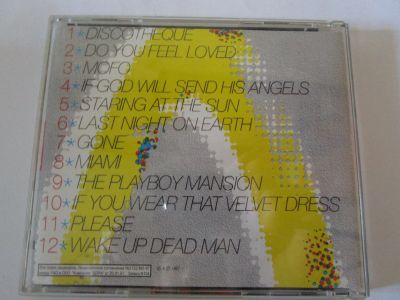 1*DISCOTHEQUE
2*DO YOU FEEL LOVED
3*MOFO
4*IF GOD WILL SEND HIS ANGELS
5*STARING AT THE SUN
6*LAST NIGHT ON EARTH
7*GONE
8*MIAMI
9*THE PLAYBOY MANSION
10*IF YOU WEAR THAT VELVET DRESS
11*PLEASE
12*WAKE UP DEAD MAN